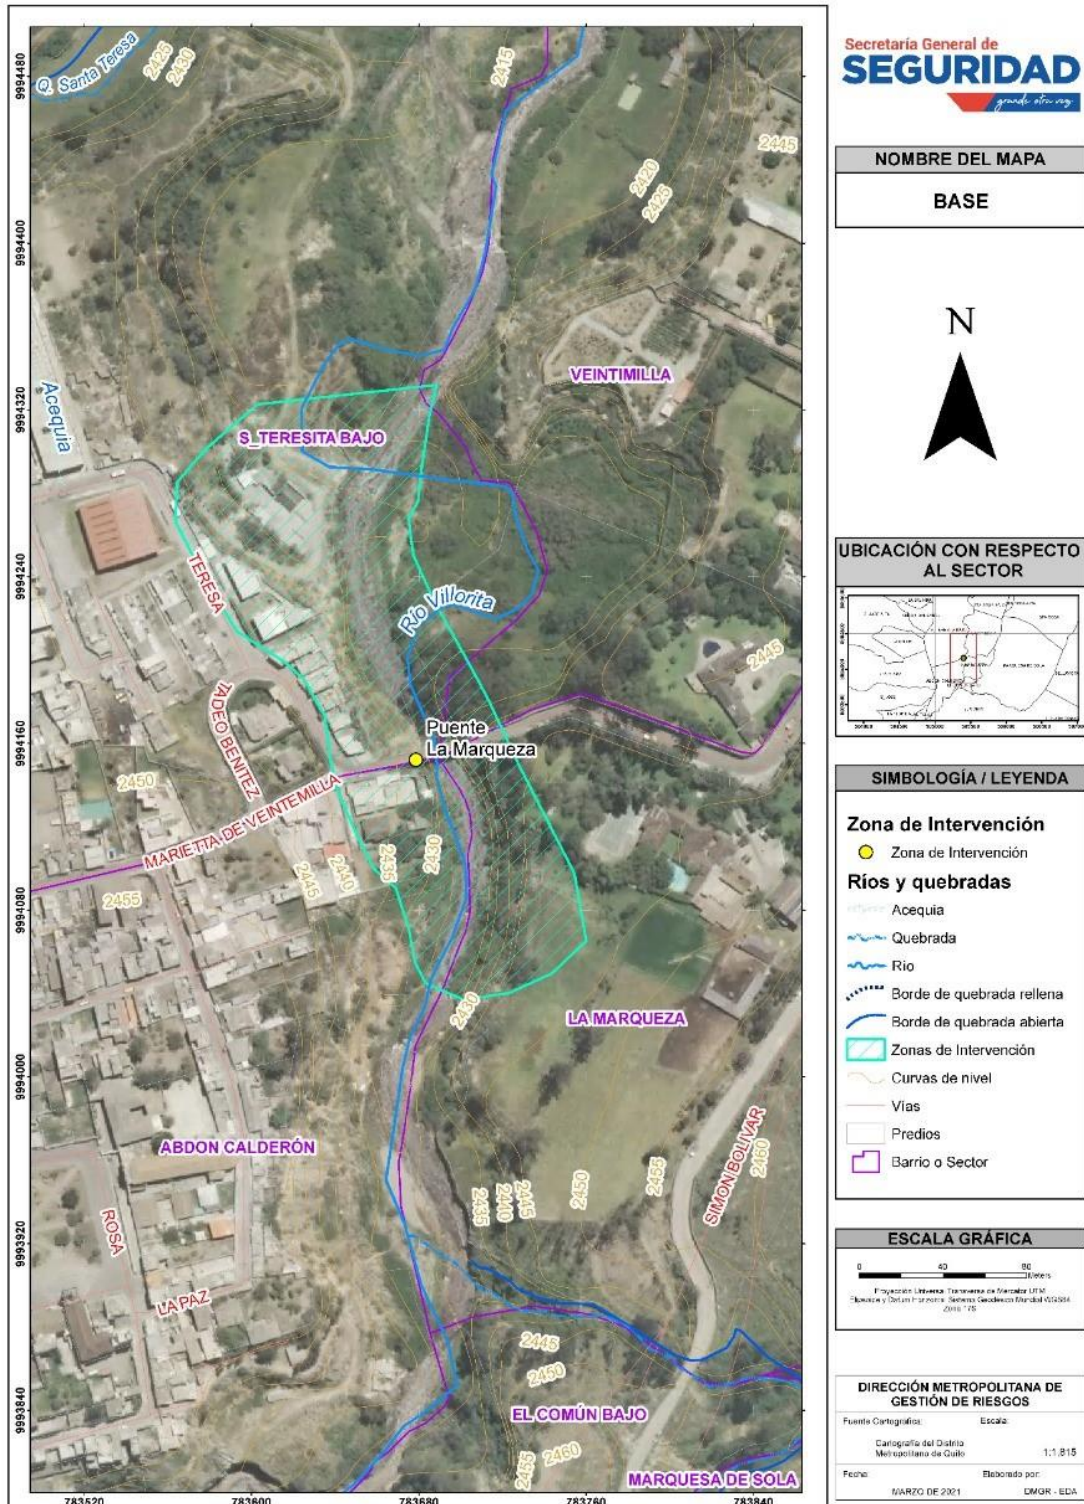 Secretaría General de
SEGURIDAD
grande otra vez
NOMBRE DEL MAPA
BASE
N
UBICACIÓN CON RESPECTO
AL SECTOR
SIMBOLOGÍA / LEYENDA
Zona de Intervención
Zona de Intervención
Ríos y quebradas
Acequia
Quebrada
Río
Borde de quebrada rellena
Borde de quebrada abierta
Zonas de Intervención
Curvas de nivel
Vías
Predios
Barrio o Sector
ESCALA GRÁFICA
0 40 80
Meters
Zona 17S
DIRECCIÓN METROPOLITANA DE
GESTIÓN DE RIESGOS
Fuente Cartográfica:
Escala:
Cartografía del Distrito
Metropolitano de Quito
1:1.815
Fecha:
Elaborado por:
MARZO DE 2021
DMGR - EDA
Q. Santa Teresa
2425
2430
2415
2445
2420
2425
VEINTIMILLA
Acequia
S_TERESITA BAJO
TERESA
Río Villorita
2445
TADEO BENITEZ
Puente
La Marqueza
2450
MARIETTA DE VEINTEMILLA
2455
2445
2440
2435
2430
2430
LA MARQUEZA
ABDON CALDERÓN
SIMON BOLIVAR
2435
2440
2445
2450
2455
2460
ROSA
LA PAZ
2445
2450
EL COMÚN BAJO
2455
2460
MARQUESA DE SOLA
9994480
9994400
9994320
9994240
9994160
9994080
9994000
9993920
9993840
783520
783600
783680
783760
783840